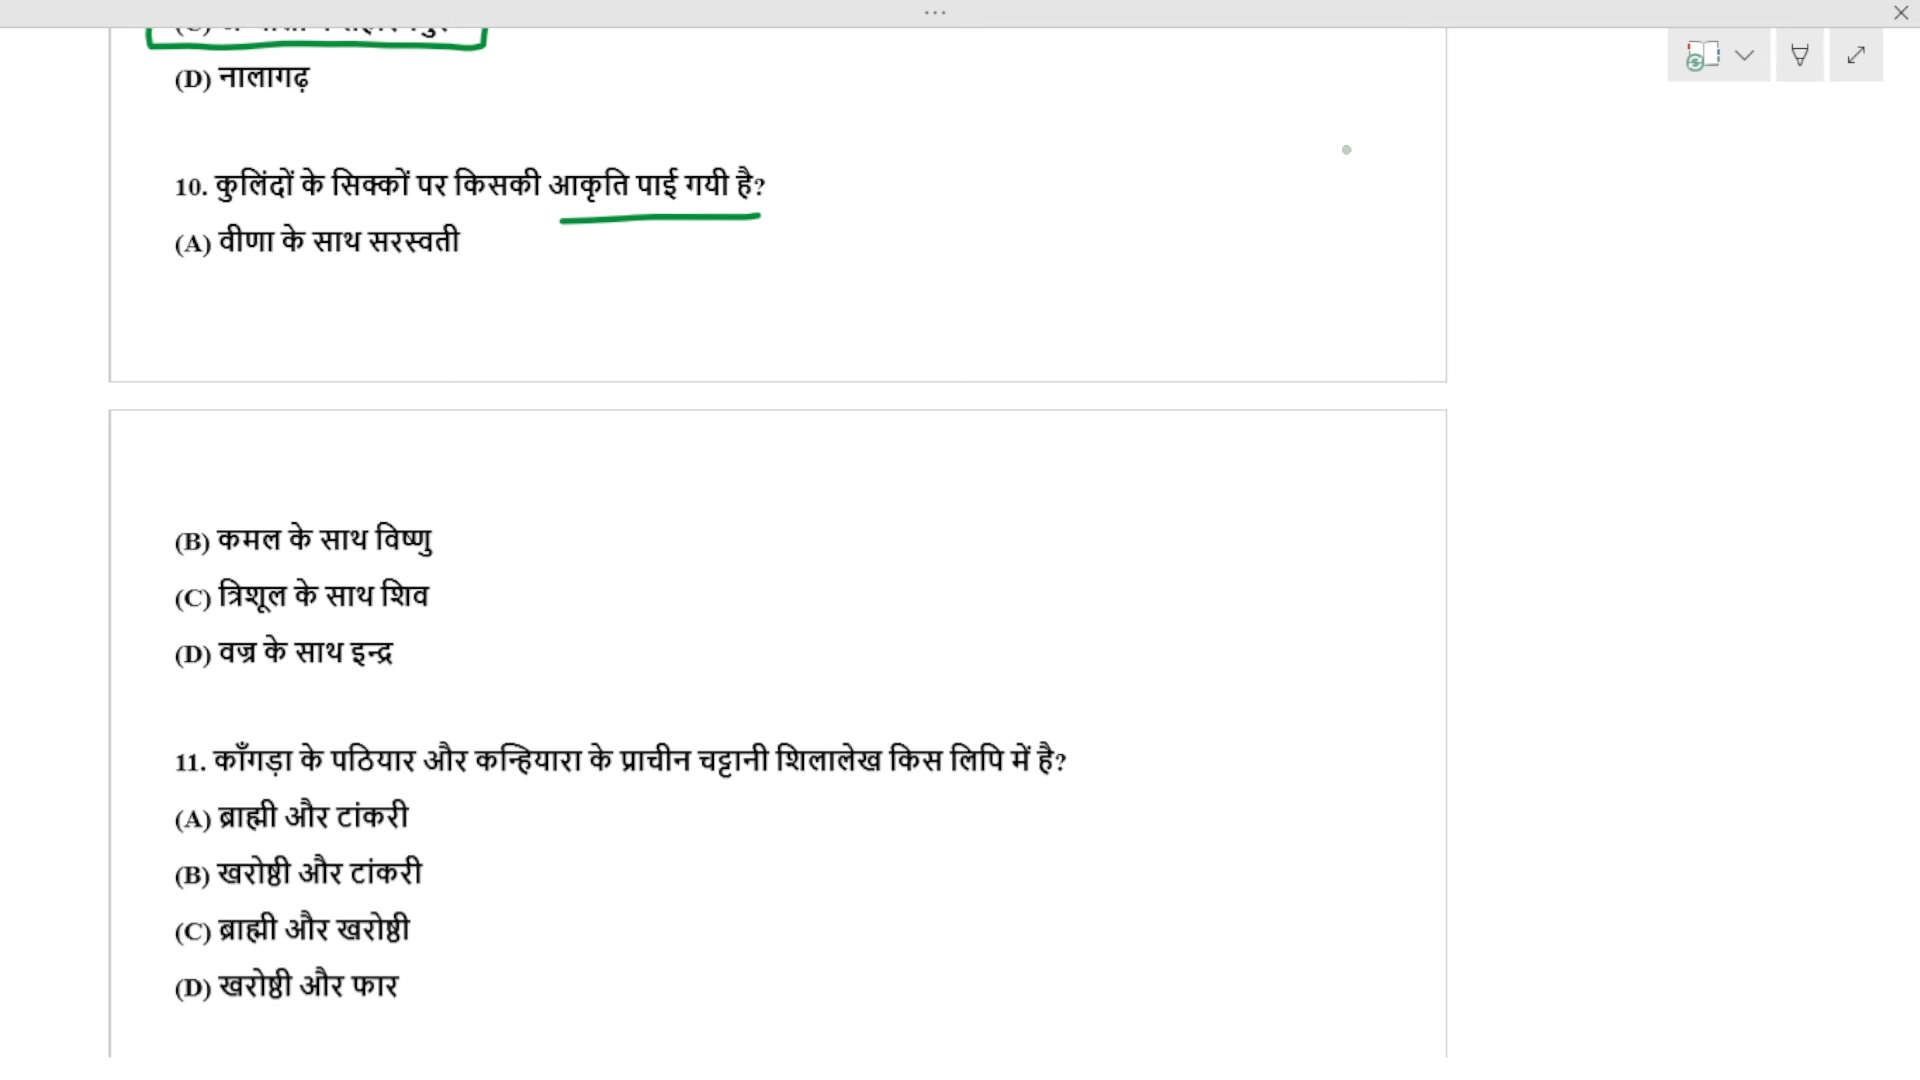 (D) नालागढ़
10. कुलिंदों के सिक्कों पर किसकी आकृति पाई गयी है?
(A) वीणा के साथ सरस्वती
(B) कमल के साथ विष्णु
(C) त्रिशूल के साथ शिव
(D) वज्र के साथ इन्द्र
11. काँगड़ा के पठियार और कन्हियारा के प्राचीन चट्टानी शिलालेख किस लिपि में है?
(A) ब्राह्मी और टांकरी
(B) खरोष्ठी और टांकरी
(C) ब्राह्मी और खरोष्ठी
(D) खरोष्ठी और फार